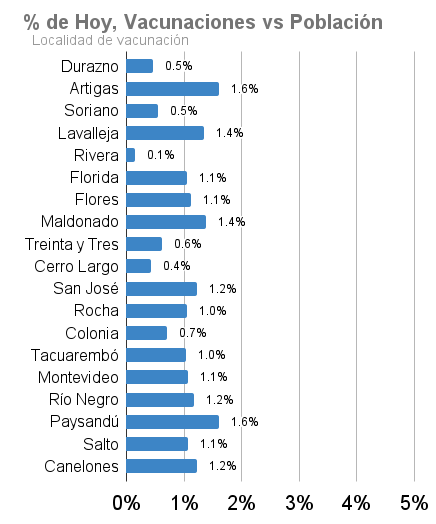 % de Hoy, Vacunaciones vs Población
Localidad de vacunación
Durazno 0.5%
Artigas 1.6%
Soriano 0.5%
Lavalleja 1.4%
Rivera 0.1%
Florida 1.1%
Flores 1.1%
Maldonado 1.4%
Treinta y Tres 0.6%
Cerro Largo 0.4%
San José 1.2%
Rocha 1.0%
Colonia 0.7%
Tacuarembó 1.0%
Montevideo 1.1%
Río Negro 1.2%
Paysandú 1.6%
Salto 1.1%
Canelones 1.2%
0% 1% 2% 3% 4% 5%